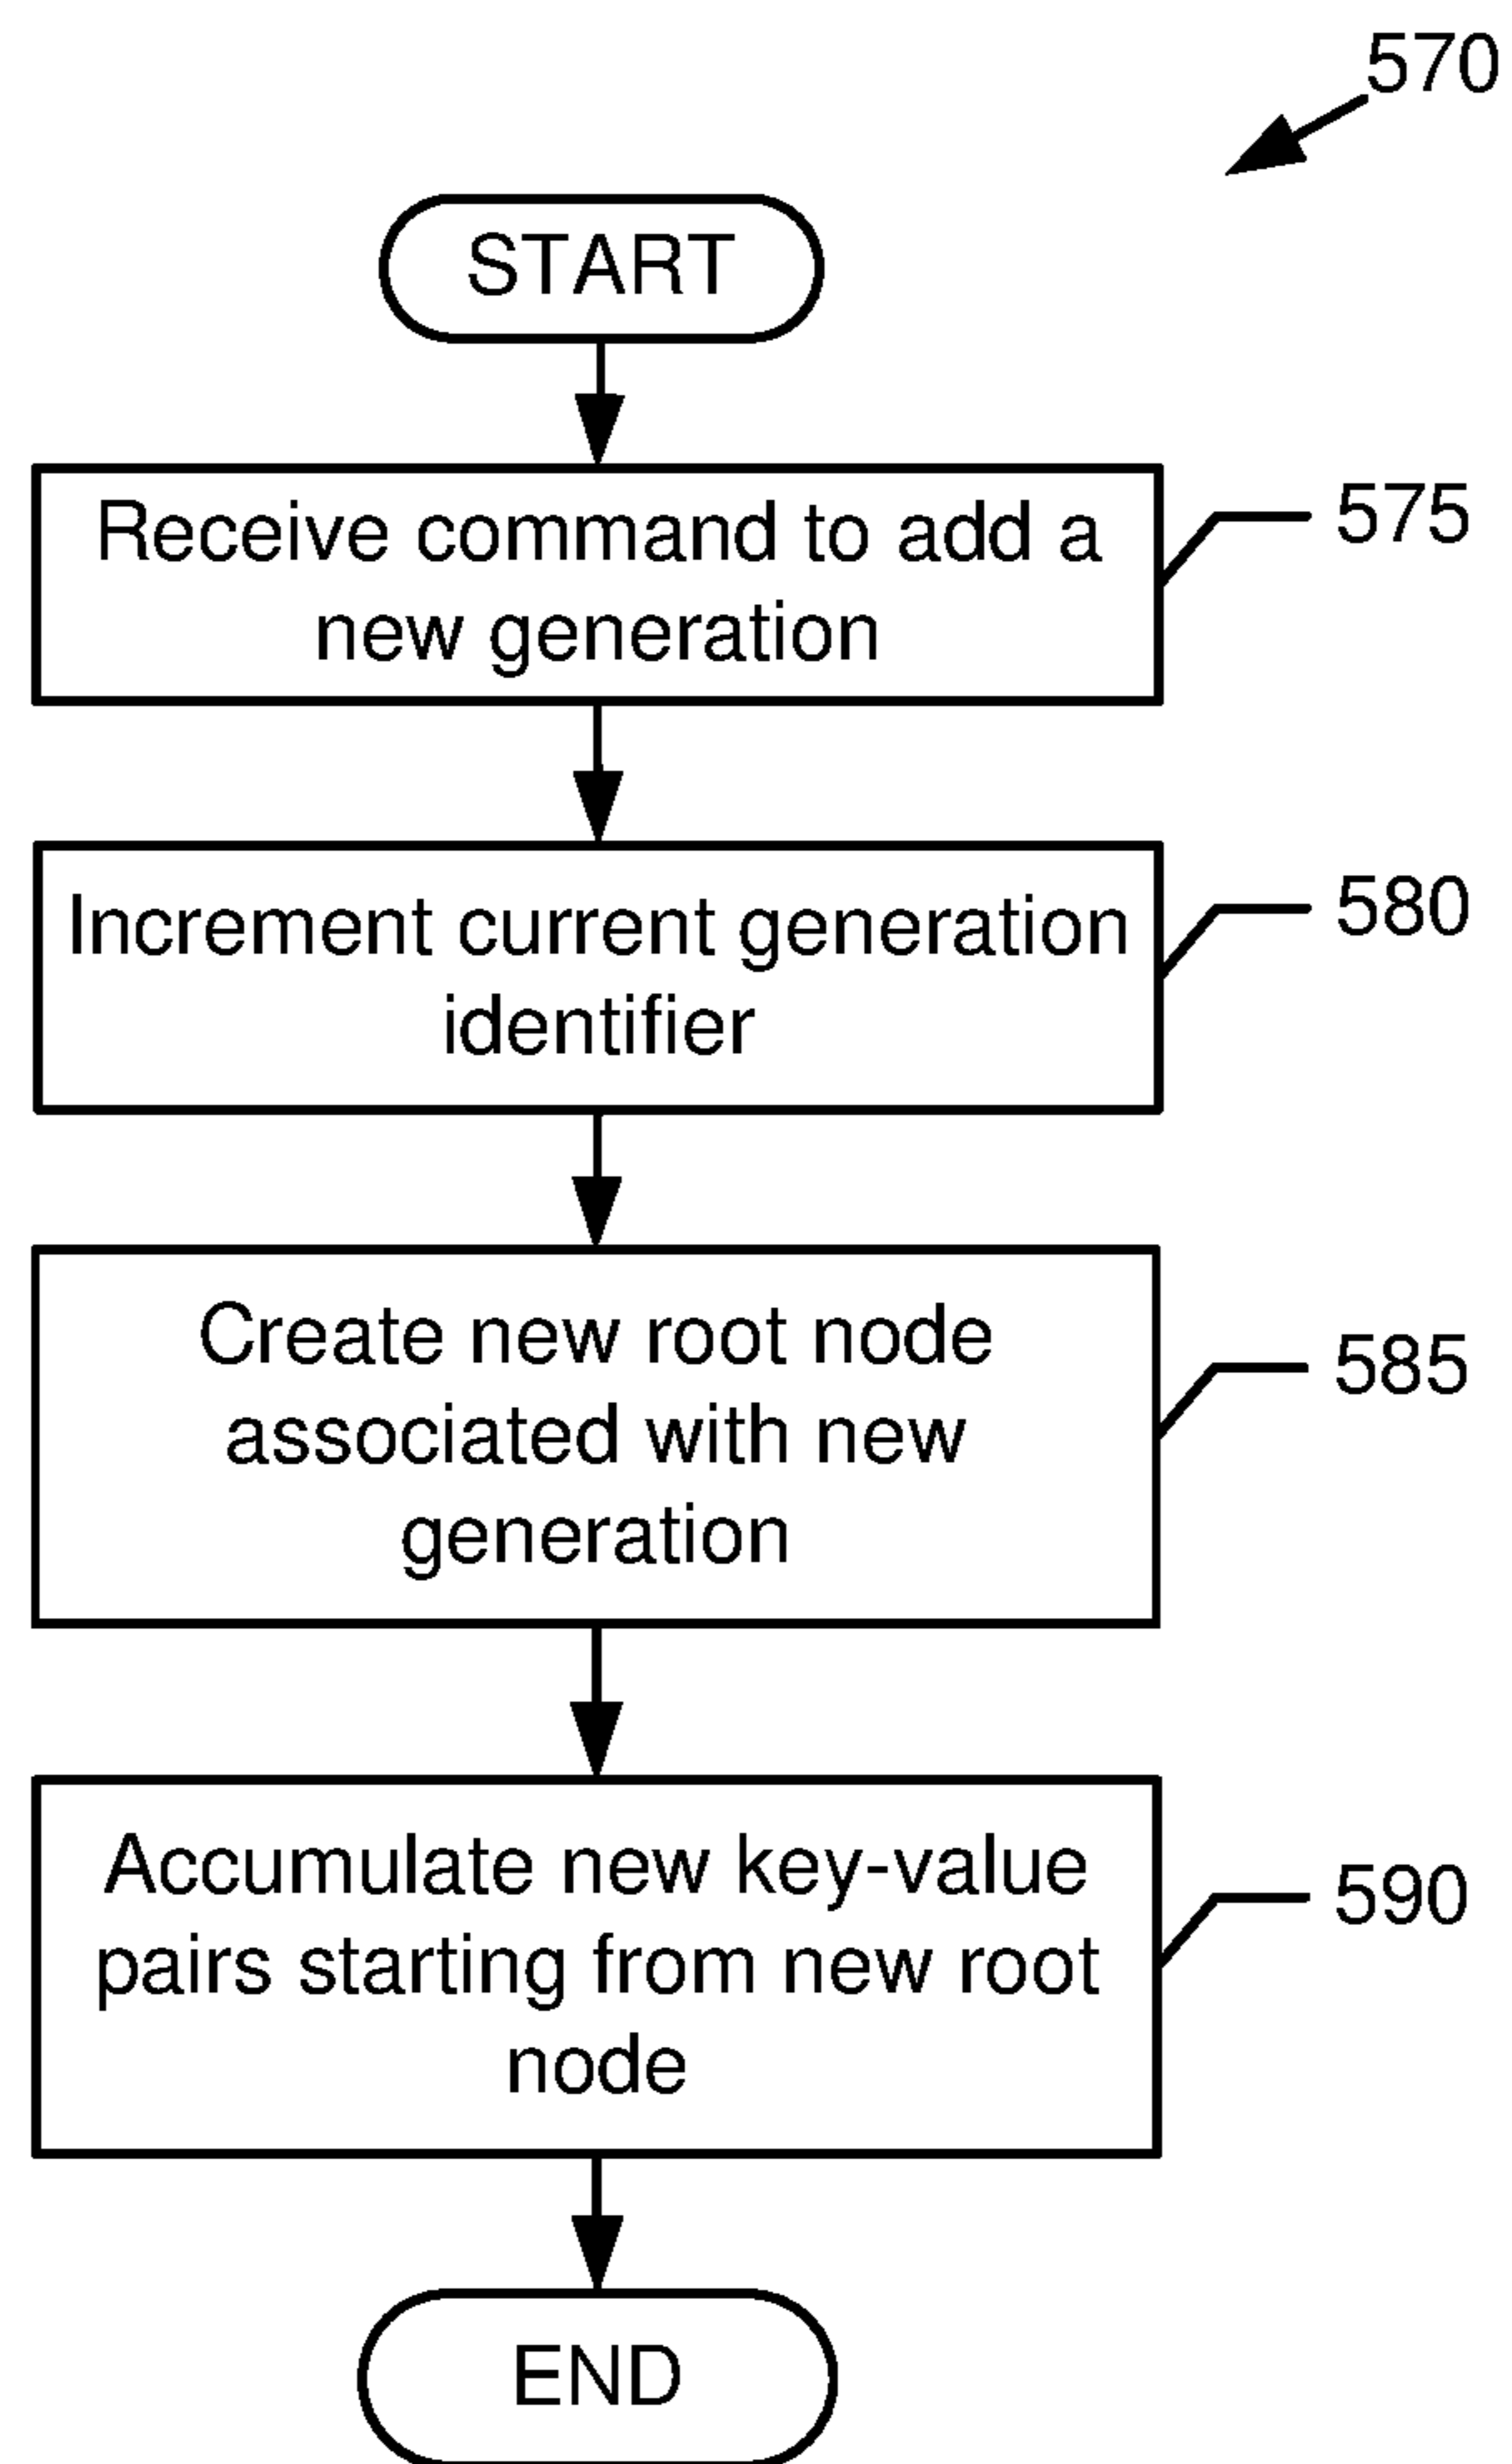 570
START
Receive command to add a
new generation
575
Increment current generation
identifier
580
Create new root node
associated with new
generation
585
Accumulate new key-value
pairs starting from new root
node
590
END